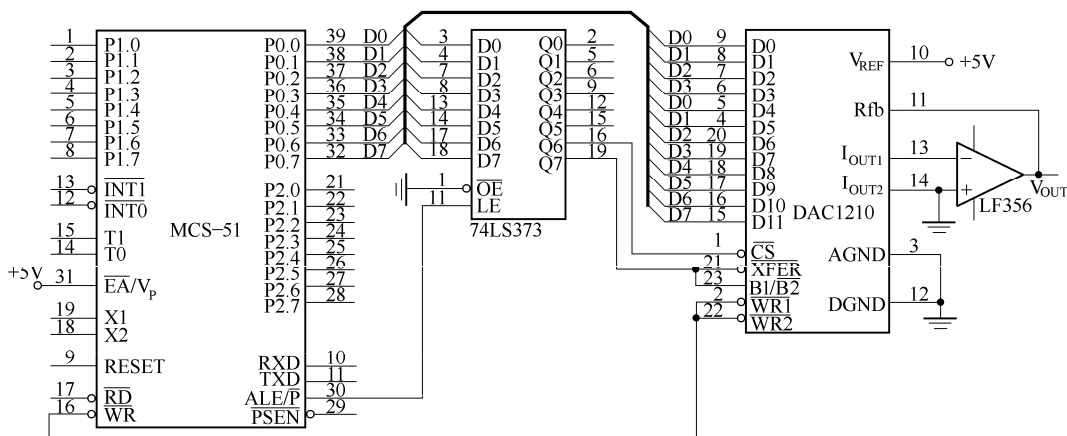 1 P1.0
2 P1.1
3 P1.2
4 P1.3
5 P1.4
6 P1.5
7 P1.6
8 P1.7
13 INT1
12 INT0
15 T1
14 T0
+5V 31 EA/VP
19 X1
18 X2
9 RESET
17 RD
16 WR
MCS-51
P0.0 39 D0
P0.1 38 D1
P0.2 37 D2
P0.3 36 D3
P0.4 35 D4
P0.5 34 D5
P0.6 33 D6
P0.7 32 D7
P2.0 21
P2.1 22
P2.2 23
P2.3 24
P2.4 25
P2.5 26
P2.6 27
P2.7 28
RXD 10
TXD 11
ALE/P 30
PSEN 29
3 D0
4 D1
7 D2
8 D3
13 D4
14 D5
17 D6
18 D7
1 OE
11 LE
Q0 2
Q1 5
Q2 6
Q3 9
Q4 12
Q5 15
Q6 16
Q7 19
74LS373
D0 9 D0
D1 8 D1
D2 7 D2
D3 6 D3
D0 5 D4
D1 4 D5
D2 20 D6
D3 19 D7
D4 18 D8
D5 17 D9
D6 16 D10
D7 15 D11
1 CS
21 XFER
23 B1/B2
2 WR1
22 WR2
DAC1210
VREF 10 +5V
Rfb 11
IOUT1 13
IOUT2 14
AGND 3
DGND 12
− +
LF356
VOUT